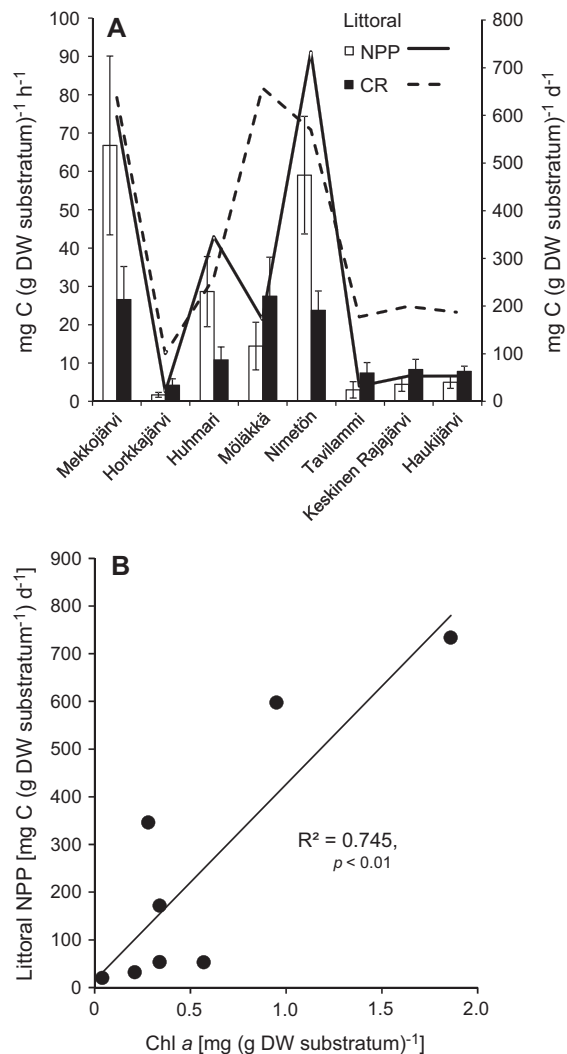 A
Littoral
NPP
CR
100
90
80
70
60
50
40
30
20
10
0
mg C (g DW substratum)⁻¹ h⁻¹
800
700
600
500
400
300
200
100
0
mg C (g DW substratum)⁻¹ d⁻¹
Mekkojärvi
Horkkajärvi
Huhmari
Möläkkä
Nimetön
Tavilammi
Keskinen Rajajärvi
Haukijärvi
B
900
800
700
600
500
400
300
200
100
0
Littoral NPP [mg C (g DW substratum⁻¹) d⁻¹]
R² = 0.745,
p < 0.01
0 0.5 1.0 1.5 2.0
Chl a [mg (g DW substratum)⁻¹]